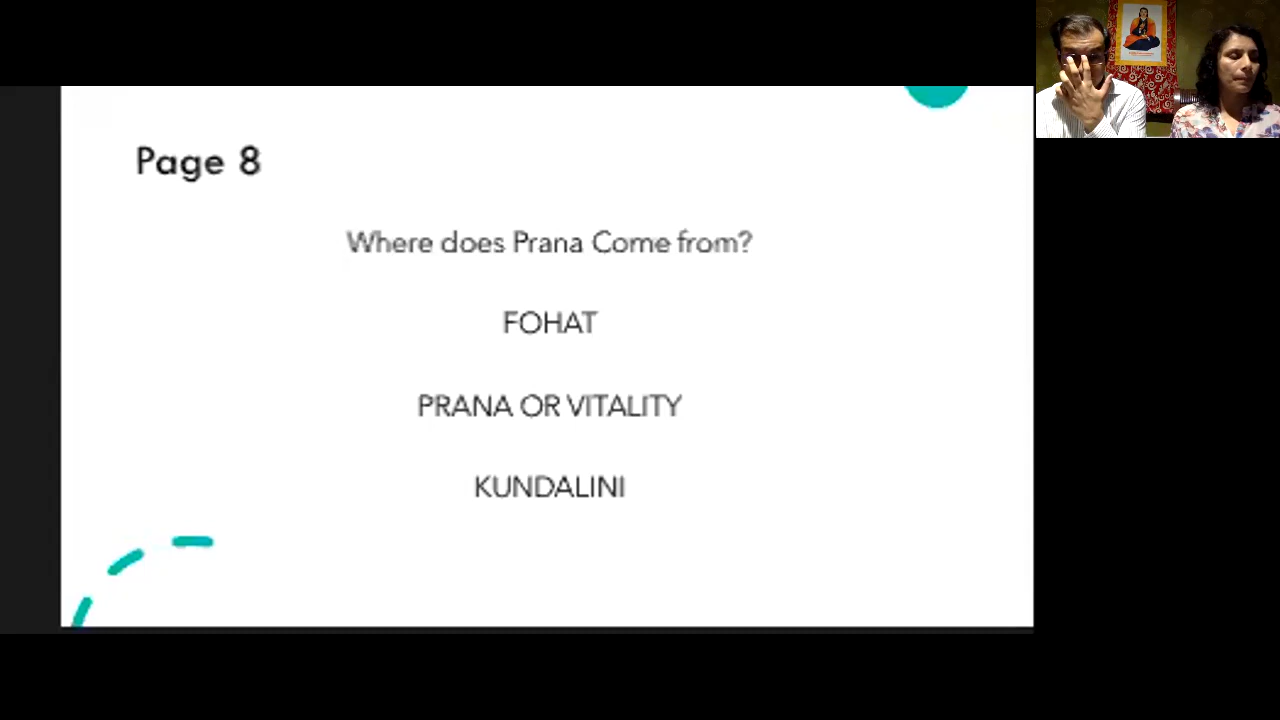 Page 8
Where does Prana Come from?
FOHAT
PRANA OR VITALITY
KUNDALINI